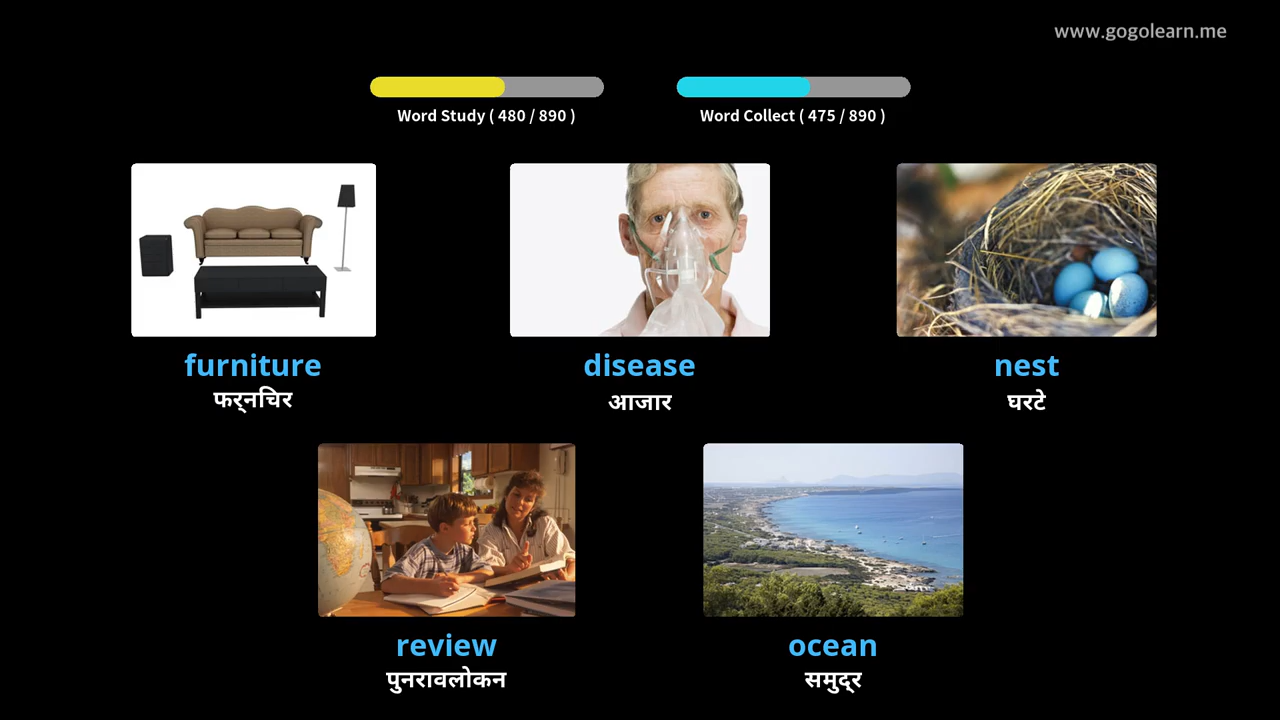 www.gogolearn.me
Word Study ( 480 / 890 )
Word Collect ( 475 / 890 )
furniture
फर्नचिर
disease
आजार
nest
घरटे
review
पुनरावलोकन
ocean
समुद्र